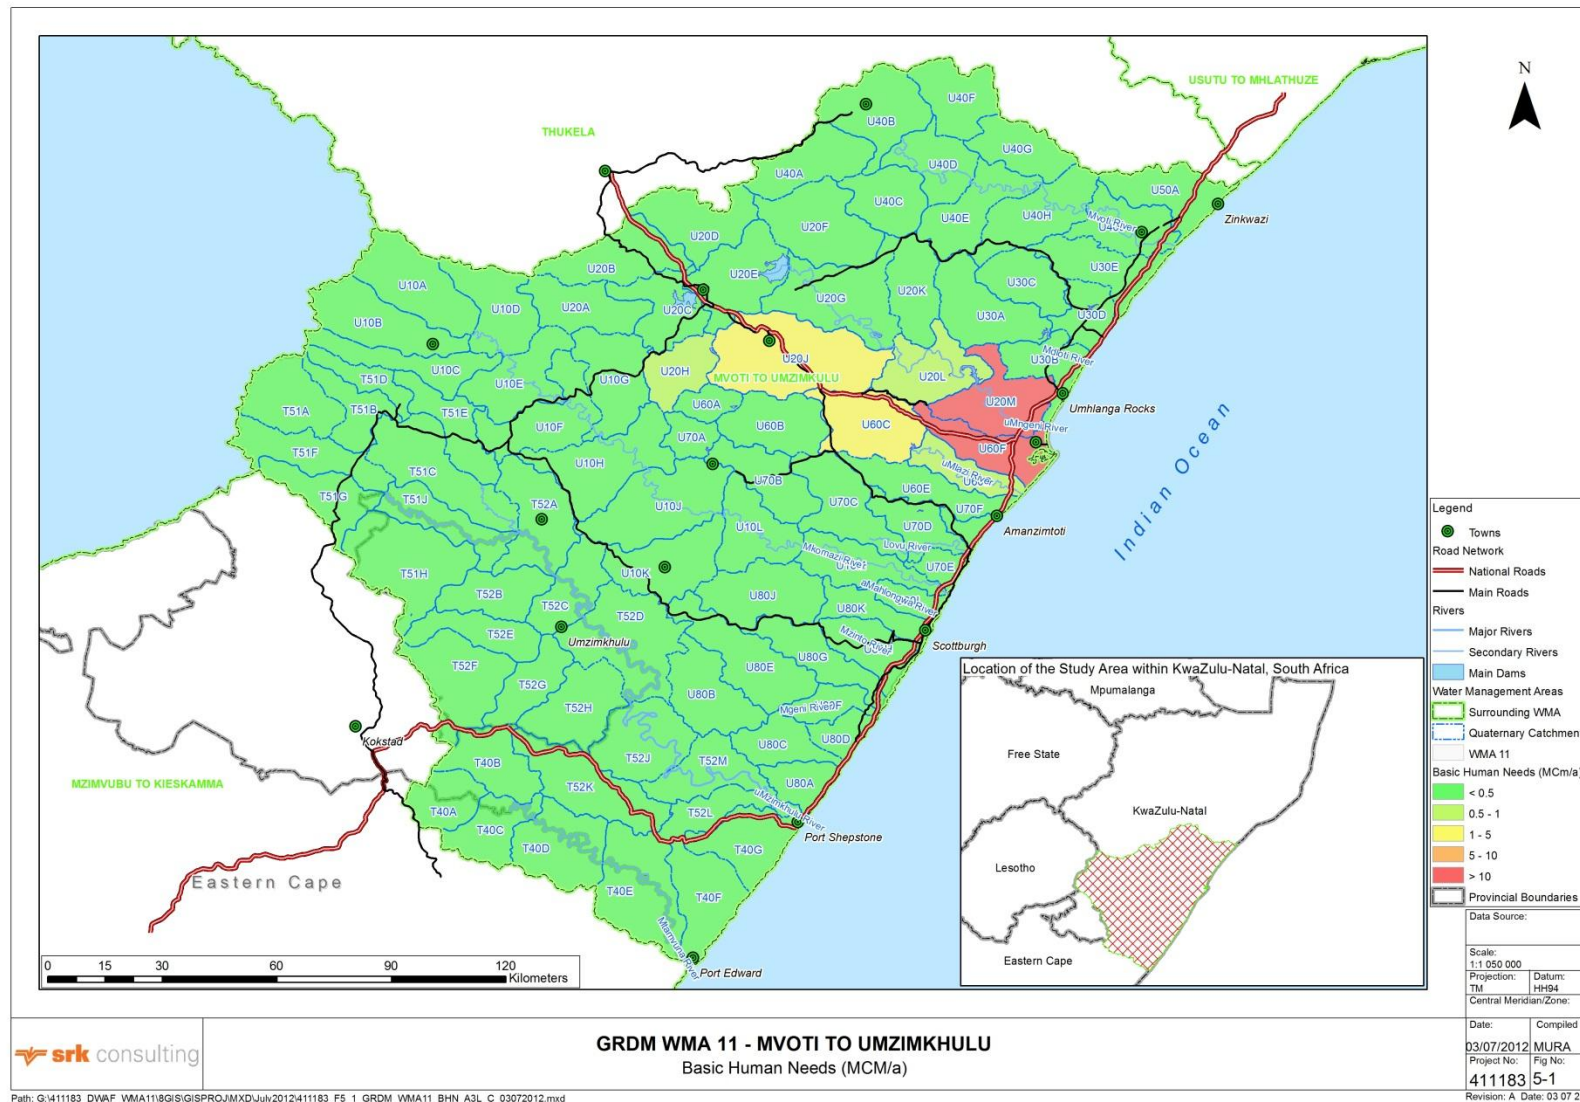 USUTU TO MHLATHUZE
N
THUKELA
U40F
U40B
U40G
U40D
U40A
U50A
U40C
U40E
U40H
Zinkwazi
Mvoti River
U20F
U20D
U20E
U30E
U20B
U10A
U30C
U20K
U20G
U10D
U20A
U20C
U30A
U30D
U10B
Mdloti River
U30B
U20J
U20H
U20L
MVOTI TO UMZIMKULU
U10C
T51D
U10E
U10G
U20M
Umhlanga Rocks
T51A
T51B
T51E
U60A
U60B
U60C
uMngeni River
U10F
U70A
U60F
T51F
U10H
T51C
uMlazi River
U70B
U60E
T51G
T51J
T52A
U10J
U70C
U70F
Amanzimtoti
U10L
U70D
Lovu River
Indian Ocean
Mkomazi River
U70E
T51H
U10K
T52B
U80J
aMahlongwa River
T52C
T52D
U80K
T52E
Umzimkhulu
Mzinto River
Scottburgh
T52F
U80E
U80G
T52G
U80B
T52H
Mgeni River
Kokstad
U80C
U80D
T52J
T52M
T40B
U80A
MZIMVUBU TO KIESKAMMA
T52K
uMzimkhulu River
T40A
T52L
T40C
Port Shepstone
T40D
T40G
Eastern Cape
T40E
T40F
Mtamvuna River
Port Edward
0 15 30 60 90 120
Kilometers
Location of the Study Area within KwaZulu-Natal, South Africa
Mpumalanga
Free State
KwaZulu-Natal
Lesotho
Eastern Cape
Legend
Towns
Road Network
National Roads
Main Roads
Rivers
Major Rivers
Secondary Rivers
Main Dams
Water Management Areas
Surrounding WMA
Quaternary Catchmen
WMA 11
Basic Human Needs (MCm/a)
< 0.5
0.5 - 1
1 - 5
5 - 10
> 10
Provincial Boundaries
Data Source:
Scale:
1:1 050 000
Projection: Datum:
TM HH94
Central Meridian/Zone:
Date: Compiled
03/07/2012 MURA
Project No: Fig No:
411183 5-1
Revision: A Date: 03 07 2
srk consulting
GRDM WMA 11 - MVOTI TO UMZIMKHULU
Basic Human Needs (MCM/a)
Path: G:\411183_DWAF_WMA11\8GIS\GISPROJ\MXD\July2012\411183_F5_1_GRDM_WMA11_BHN_A3L_C_03072012.mxd